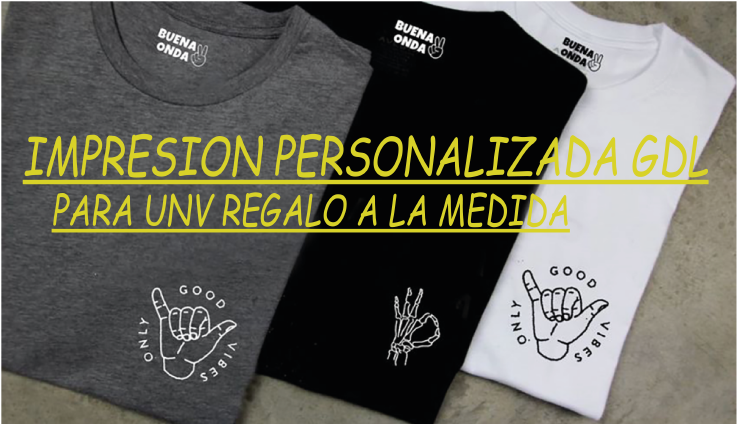 BUENA
ONDA
BUENA
ONDA
BUENA
ONDA
IMPRESION PERSONALIZADA GDL
PARA UNV REGALO A LA MEDIDA
GOOD
ONLY
VIBES
GOOD
ONLY
VIBES